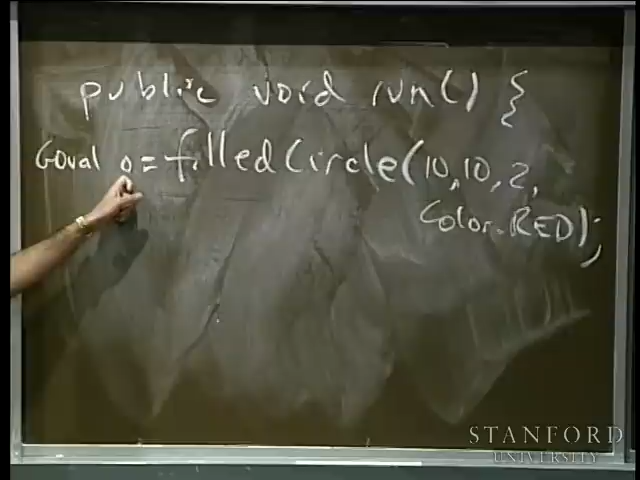 public void run() {
GOval o = filledCircle(10, 10, 2,
Color.RED);
STANFORD
UNIVERSITY